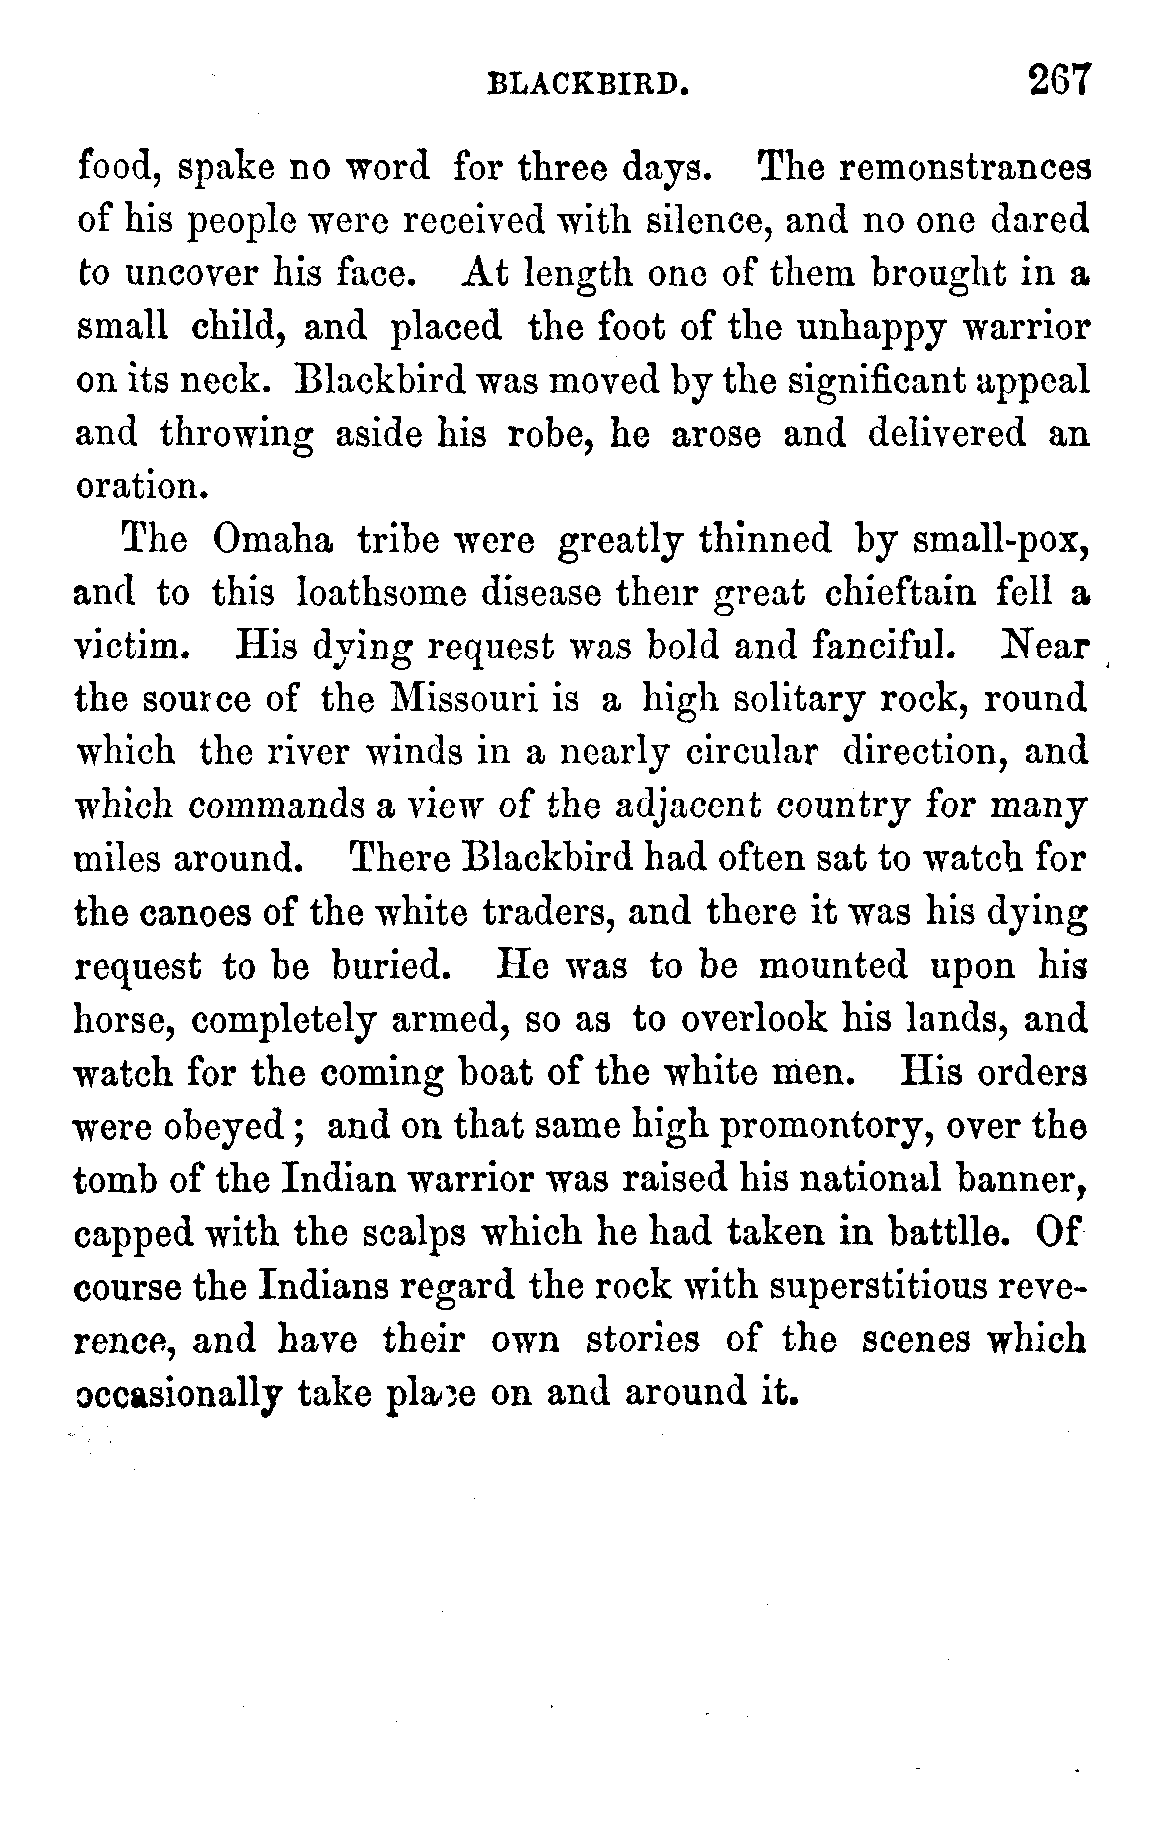 BLACKBIRD. 267
food, spake no word for three days. The remonstrances
of his people were received with silence, and no one dared
to uncover his face. At length one of them brought in a
small child, and placed the foot of the unhappy warrior
on its neck. Blackbird was moved by the significant appeal
and throwing aside his robe, he arose and delivered an
oration.
The Omaha tribe were greatly thinned by small-pox,
and to this loathsome disease their great chieftain fell a
victim. His dying request was bold and fanciful. Near
the source of the Missouri is a high solitary rock, round
which the river winds in a nearly circular direction, and
which commands a view of the adjacent country for many
miles around. There Blackbird had often sat to watch for
the canoes of the white traders, and there it was his dying
request to be buried. He was to be mounted upon his
horse, completely armed, so as to overlook his lands, and
watch for the coming boat of the white men. His orders
were obeyed; and on that same high promontory, over the
tomb of the Indian warrior was raised his national banner,
capped with the scalps which he had taken in battlle. Of
course the Indians regard the rock with superstitious reve-
rence, and have their own stories of the scenes which
occasionally take place on and around it.